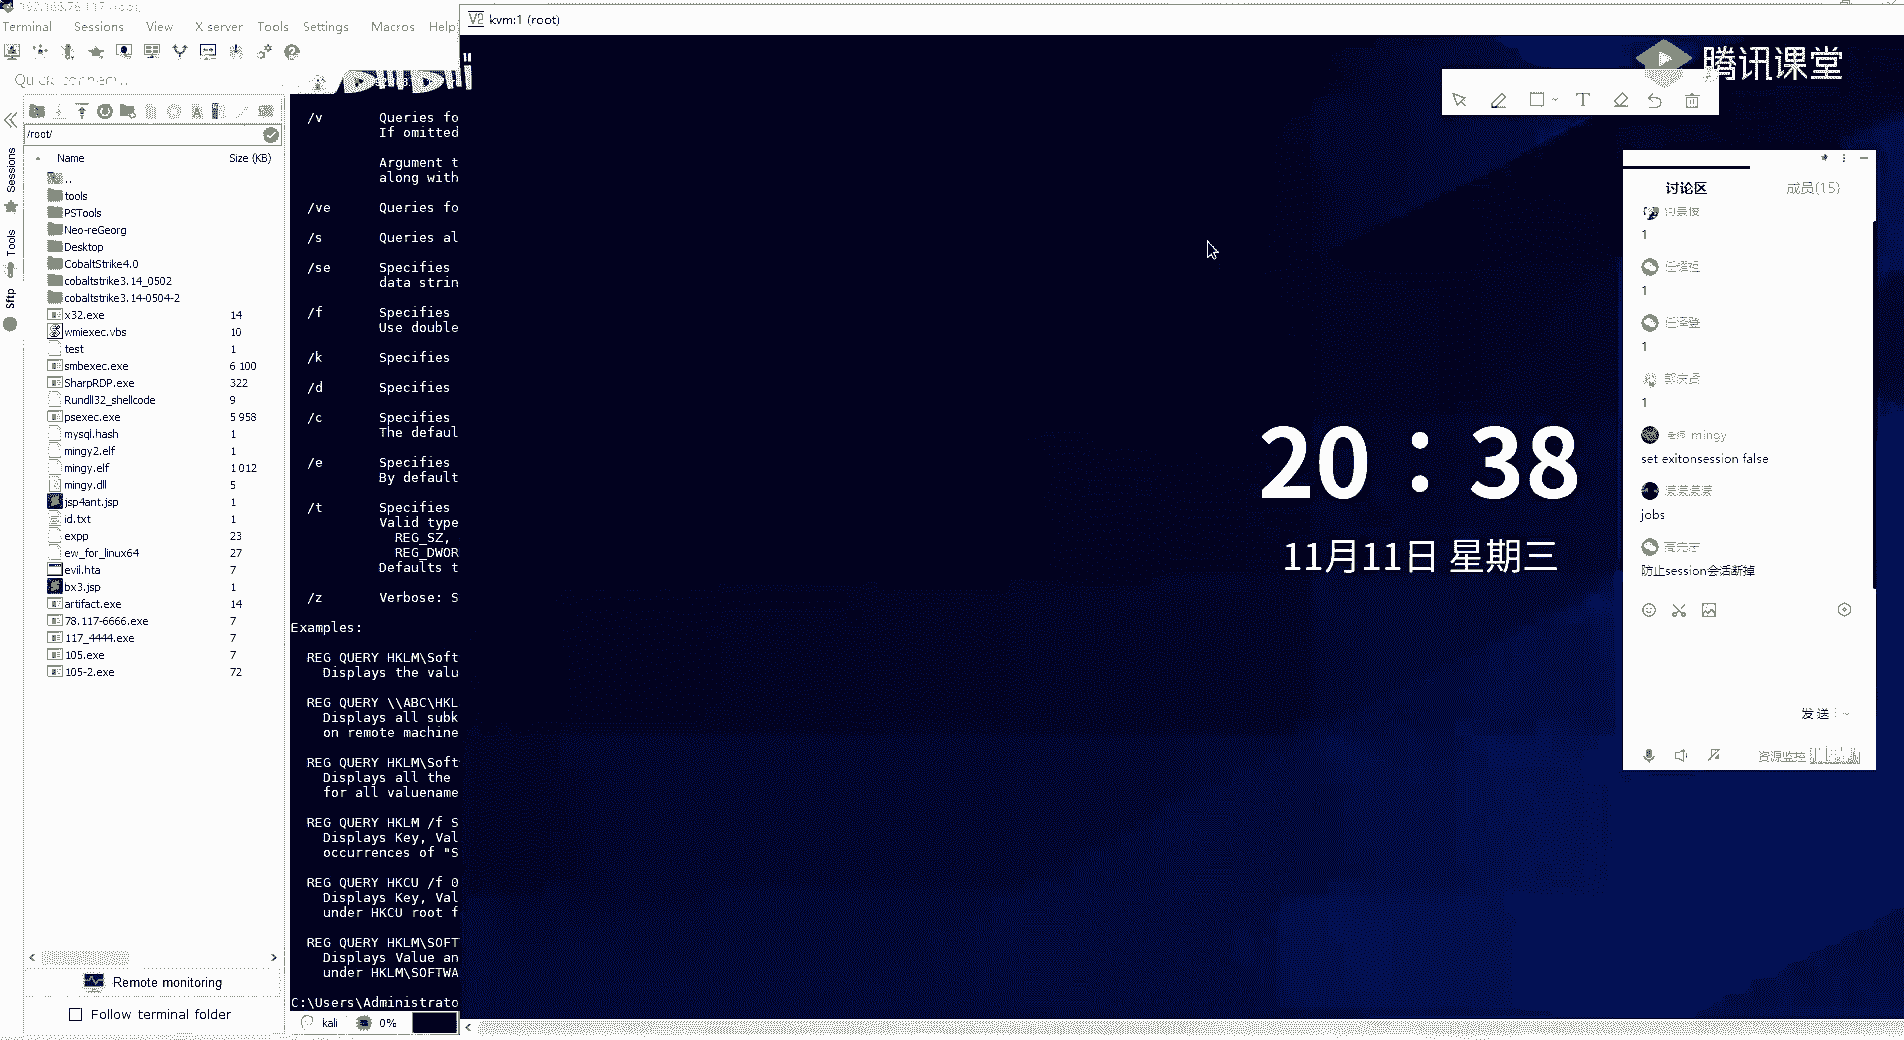 Terminal Sessions View X server Tools Settings Macros Help
kvm:1 (root)
腾讯课堂
/root/
Sessions
Tools
Sftp
Name Size (KB)
..
tools
PSTools
Neo-reGeorg
Desktop
CobaltStrike4.0
cobaltstrike3.14_0502
cobaltstrike3.14-0504-2
x32.exe 14
wmiexec.vbs 10
test 1
smbexec.exe 6 100
SharpRDP.exe 322
Rundll32_shellcode 9
psexec.exe 5 958
mysql.hash 1
mingy2.elf 1
mingy.elf 1 012
mingy.dll 5
jsp4ant.jsp 1
id.txt 1
expp 23
ew_for_linux64 27
evil.hta 7
bx3.jsp 1
artifact.exe 14
78.117-6666.exe 7
117_4444.exe 7
105.exe 7
105-2.exe 72
Remote monitoring
Follow terminal folder
/v Queries fo
If omitted
Argument t
along with
/ve Queries fo
/s Queries al
/se Specifies
data strin
/f Specifies
Use double
/k Specifies
/d Specifies
/c Specifies
The defaul
/e Specifies
By default
/t Specifies
Valid type
REG_SZ,
REG_DWOR
Defaults t
/z Verbose: S
Examples:
REG QUERY HKLM\Soft
Displays the valu
REG QUERY \\ABC\HKL
Displays all subk
on remote machine
REG QUERY HKLM\Soft
Displays all the
for all valuename
REG QUERY HKLM /f S
Displays Key, Val
occurrences of "S
REG QUERY HKCU /f 0
Displays Key, Val
under HKCU root f
REG QUERY HKLM\SOFT
Displays Value an
under HKLM\SOFTWA
C:\Users\Administrato
kali 0%
20：38
11月11日 星期三
讨论区 成员(15)
1
1
1
1
mingy
set exitonsession false
jobs
防止session会话断掉
发送
资源监控